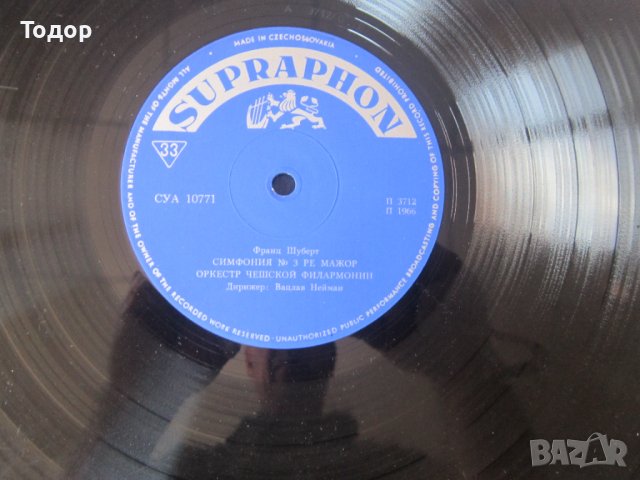 Тодор
MADE IN CZECHOSLOVAKIA
ALL RIGHTS OF THE MANUFACTURER AND OF THE OWNER OF THE RECORDED WORK RESERVED · UNAUTHORIZED PUBLIC PERFORMANCE BROADCASTING AND COPYING OF THIS RECORD PROHIBITED
SUPRAPHON
33
СУА 10771
П 3712
П 1966
Франц Шуберт
СИМФОНИЯ № 3 РЕ МАЖОР
ОРКЕСТР ЧЕШСКОЙ ФИЛАРМОНИИ
Дирижер: Вацлав Нейман
BAZAR